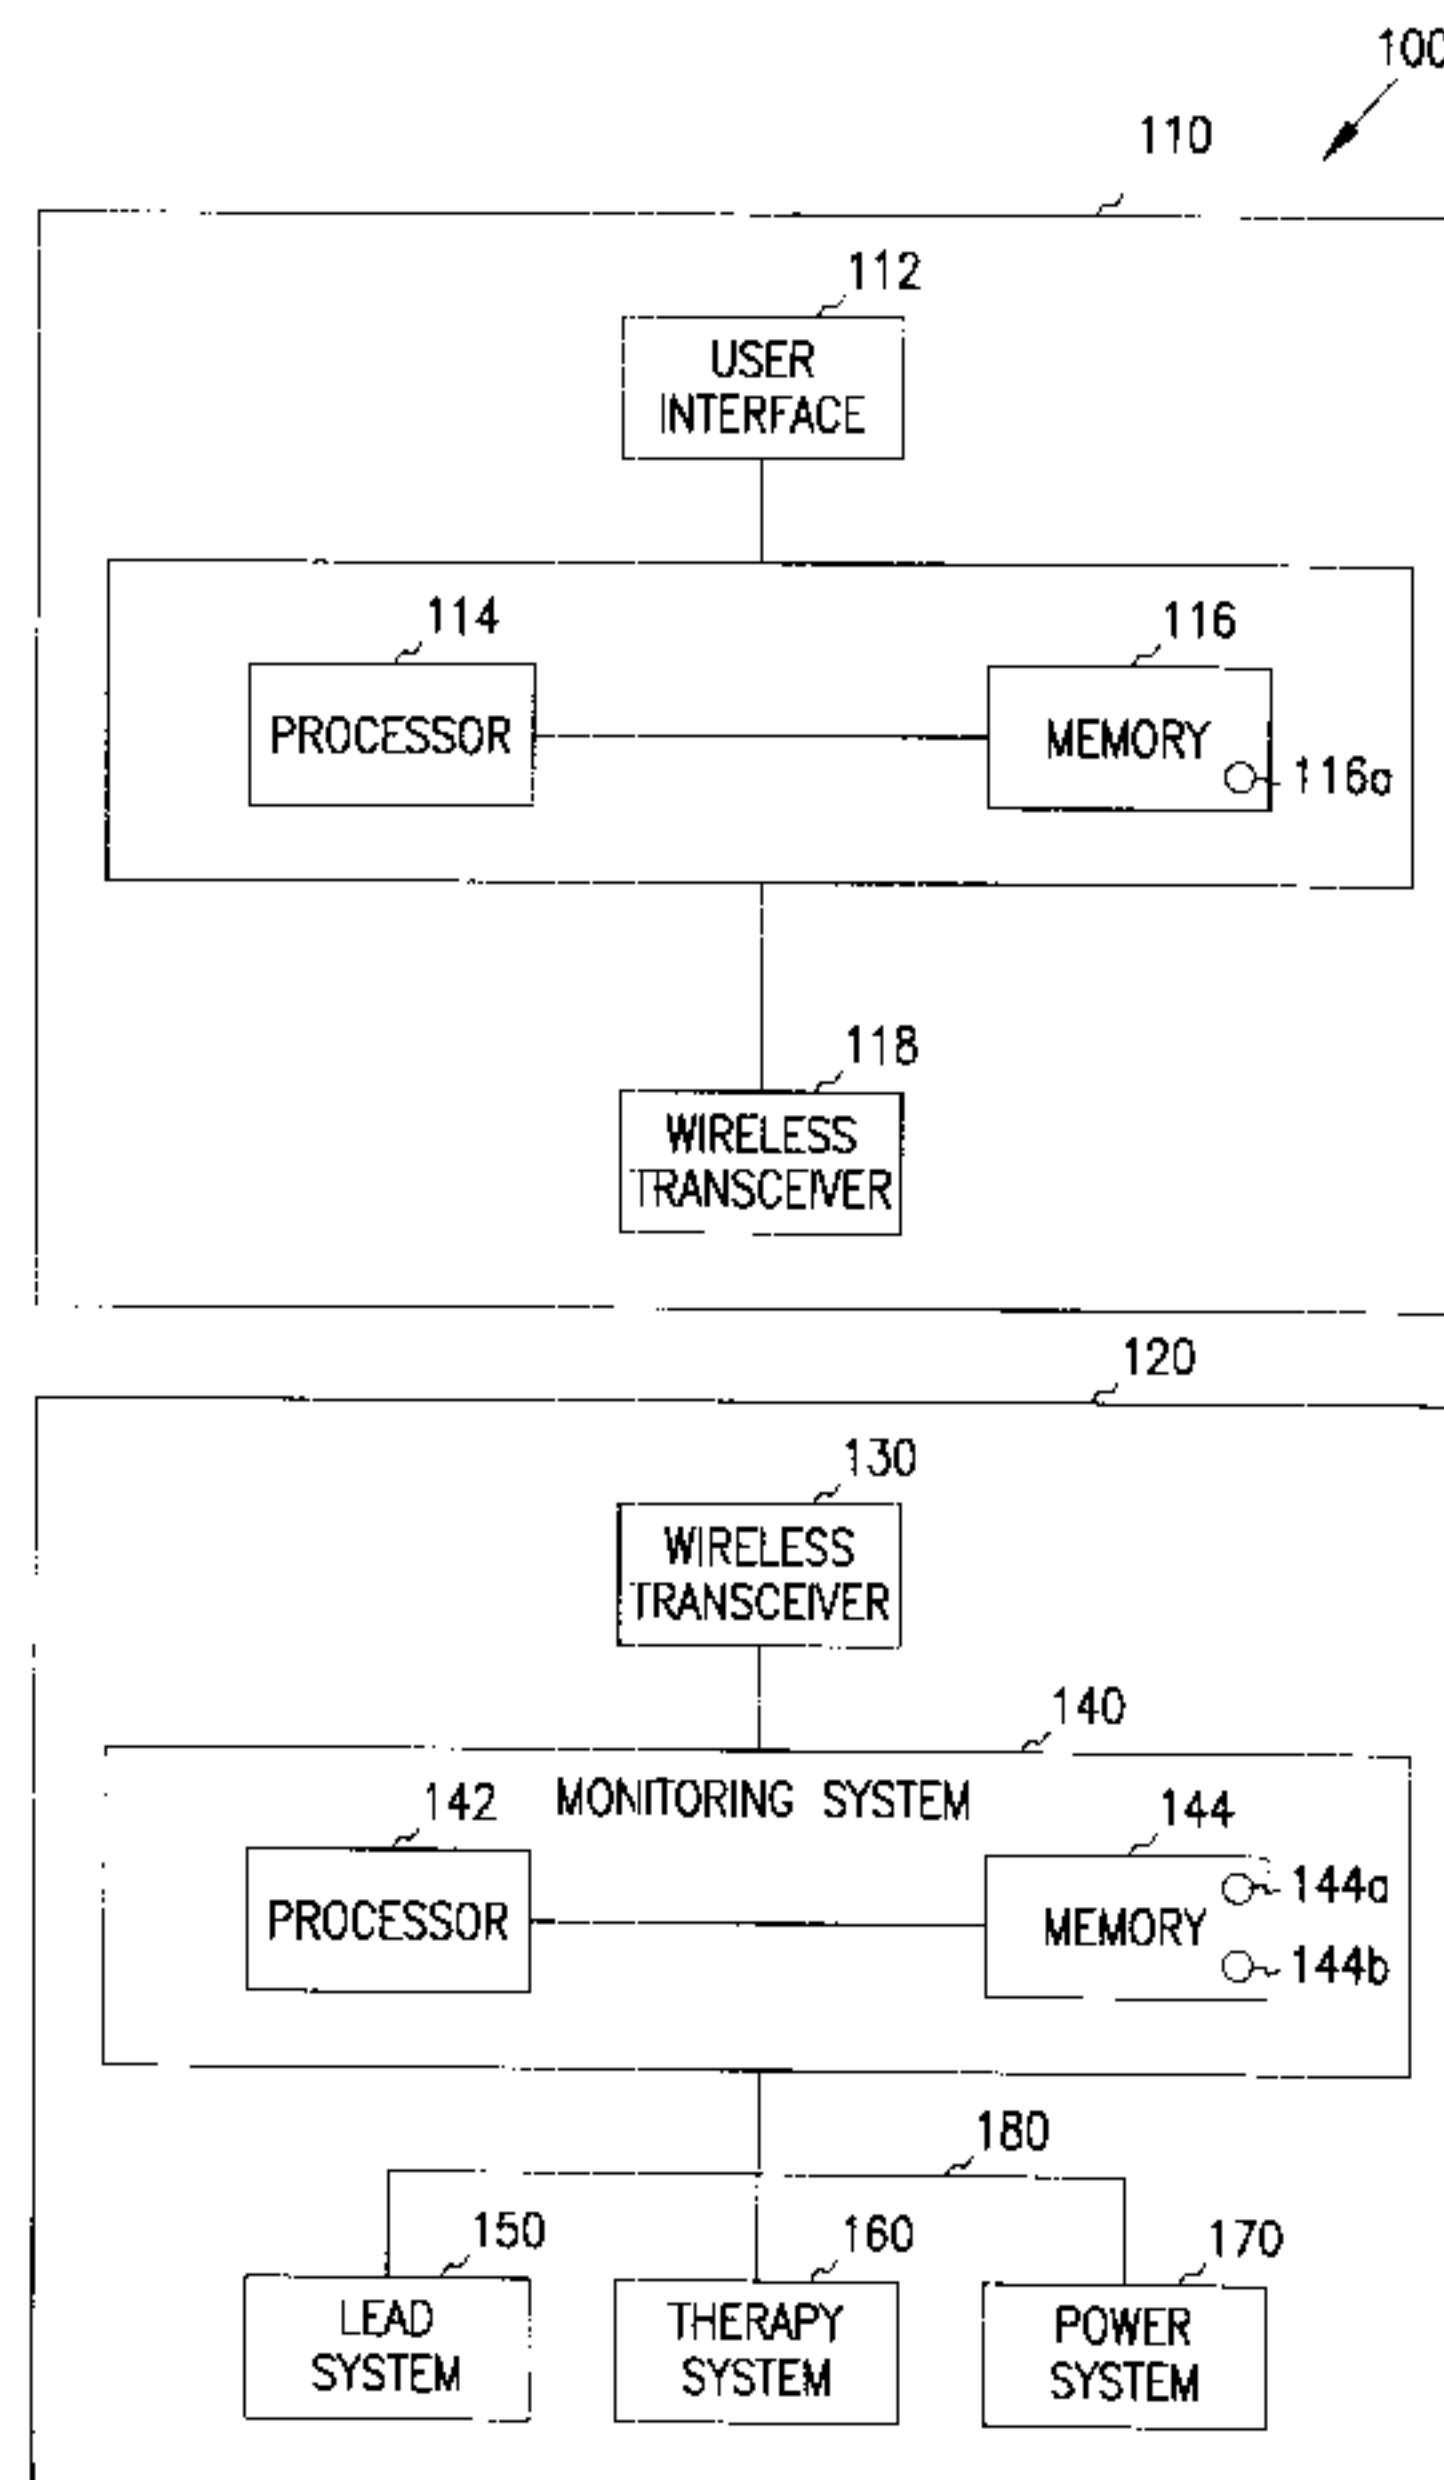 100
110
112
USER
INTERFACE
114
116
PROCESSOR
MEMORY
116a
118
WIRELESS
TRANSCEIVER
120
130
WIRELESS
TRANSCEIVER
140
MONITORING SYSTEM
142
144
PROCESSOR
MEMORY
144a
144b
180
150
160
170
LEAD
SYSTEM
THERAPY
SYSTEM
POWER
SYSTEM